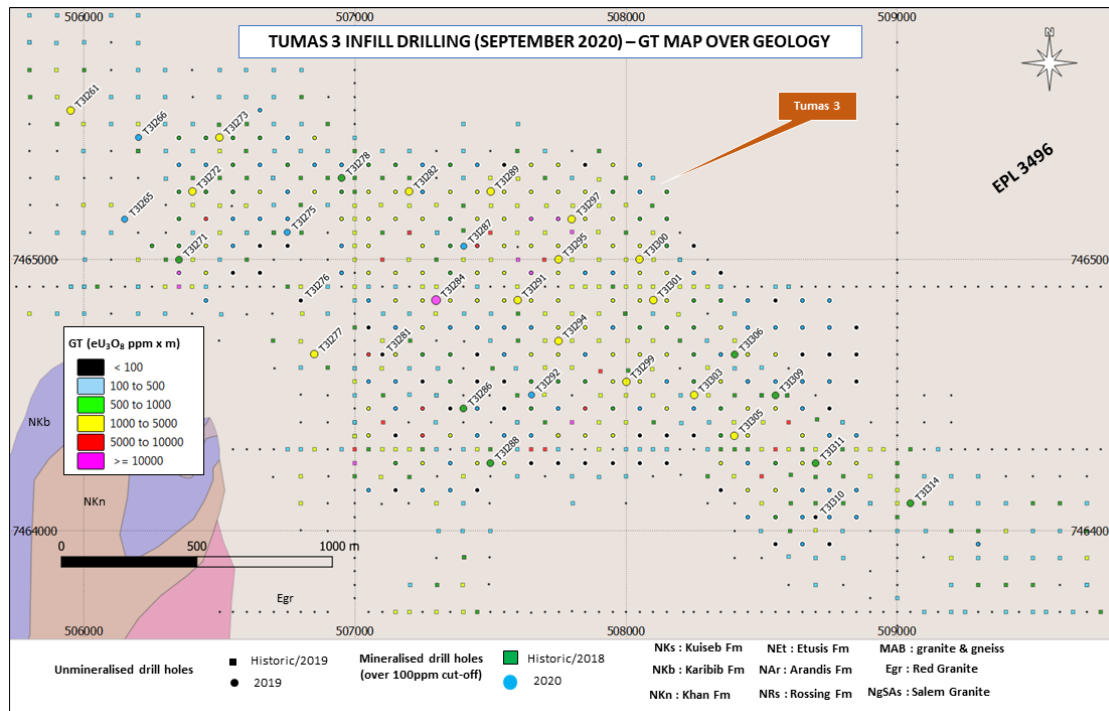 506000 507000 508000 509000
TUMAS 3 INFILL DRILLING (SEPTEMBER 2020) – GT MAP OVER GEOLOGY
N
Tumas 3
EPL 3496
T3I261
T3I266
T3I273
T3I278
T3I272
T3I282
T3I289
T3I265
T3I275
T3I287
T3I297
T3I271
T3I295
T3I300
7465000 7465000
T3I276
T3I284
T3I291
T3I301
T3I277
T3I281
T3I294
T3I306
T3I286
T3I292
T3I299
T3I303
T3I309
T3I305
T3I288
T3I311
T3I310
T3I314
GT (eU₃O₈ ppm x m)
< 100
100 to 500
500 to 1000
1000 to 5000
5000 to 10000
>= 10000
NKb
NKn
7464000 7464000
0 500 1000 m
Egr
506000 507000 508000 509000
Unmineralised drill holes
Historic/2019
2019
Mineralised drill holes
(over 100ppm cut-off)
Historic/2018
2020
NKs : Kuiseb Fm NEt : Etusis Fm MAB : granite & gneiss
NKb : Karibib Fm NAr : Arandis Fm Egr : Red Granite
NKn : Khan Fm NRs : Rossing Fm NgSAs : Salem Granite